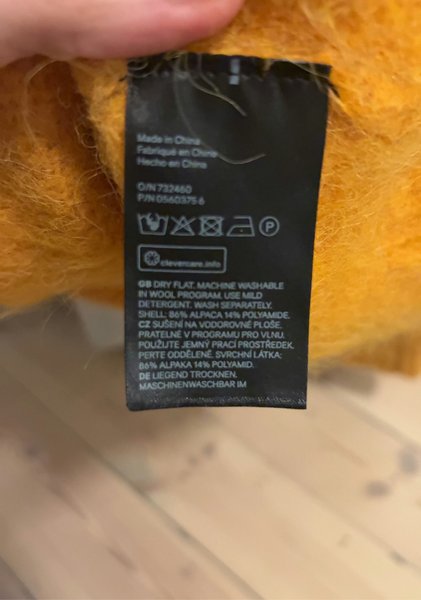 Made in China
Fabriqué en Chine
Hecho en China
O/N 732460
P/N 0560375 6
P
clevercare.info
GB DRY FLAT. MACHINE WASHABLE
IN WOOL PROGRAM. USE MILD
DETERGENT. WASH SEPARATELY.
SHELL: 86% ALPACA 14% POLYAMIDE.
CZ SUŠENÍ NA VODOROVNÉ PLOŠE.
PRATELNÉ V PROGRAMU PRO VLNU.
POUŽIJTE JEMNÝ PRACÍ PROSTŘEDEK.
PERTE ODDĚLENĚ. SVRCHNÍ LÁTKA:
86% ALPAKA 14% POLYAMID.
DE LIEGEND TROCKNEN.
MASCHINENWASCHBAR IM